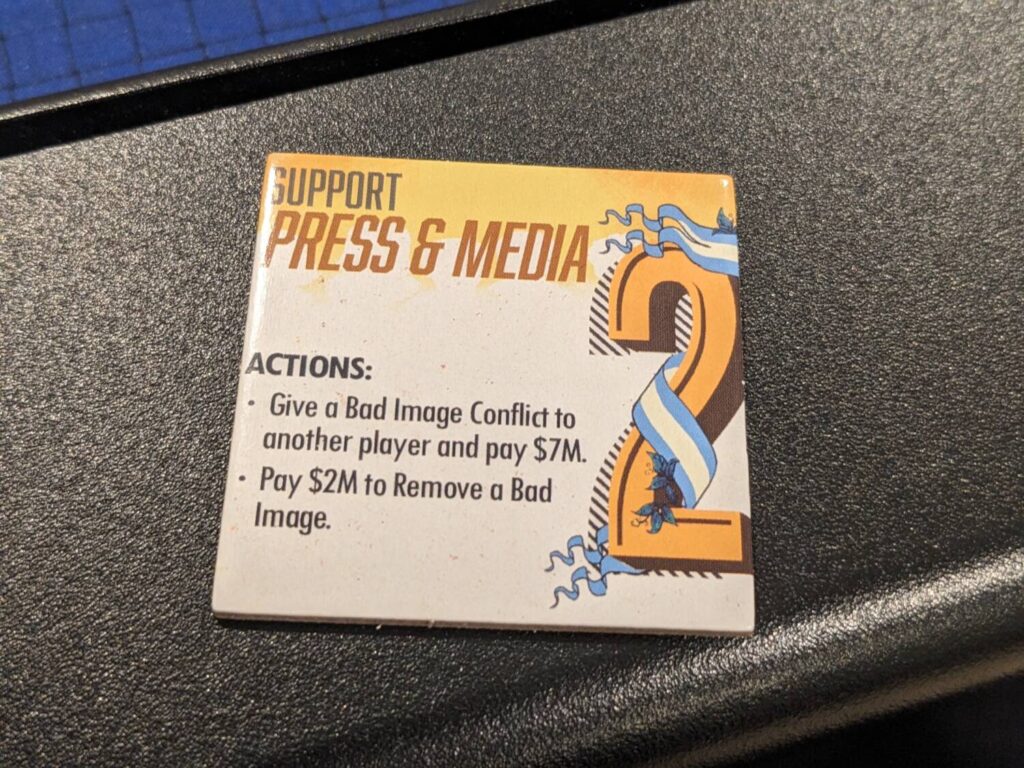 SUPPORT
PRESS & MEDIA
2
ACTIONS:
• Give a Bad Image Conflict to
another player and pay $7M.
• Pay $2M to Remove a Bad
Image.